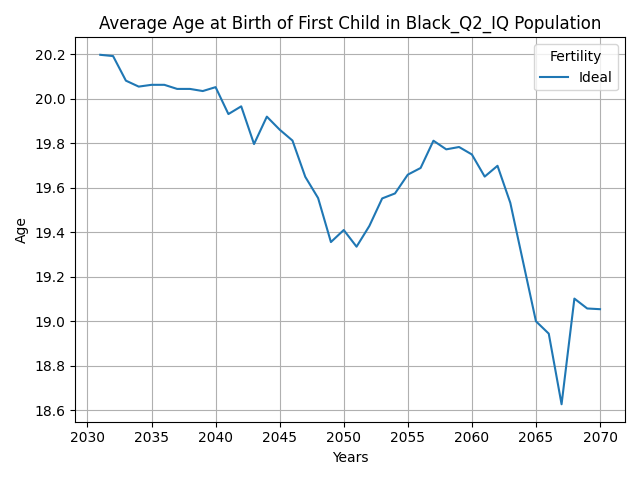 Average Age at Birth of First Child in Black_Q2_IQ Population
Fertility
Ideal
Age
20.2
20.0
19.8
19.6
19.4
19.2
19.0
18.8
18.6
2030 2035 2040 2045 2050 2055 2060 2065 2070
Years